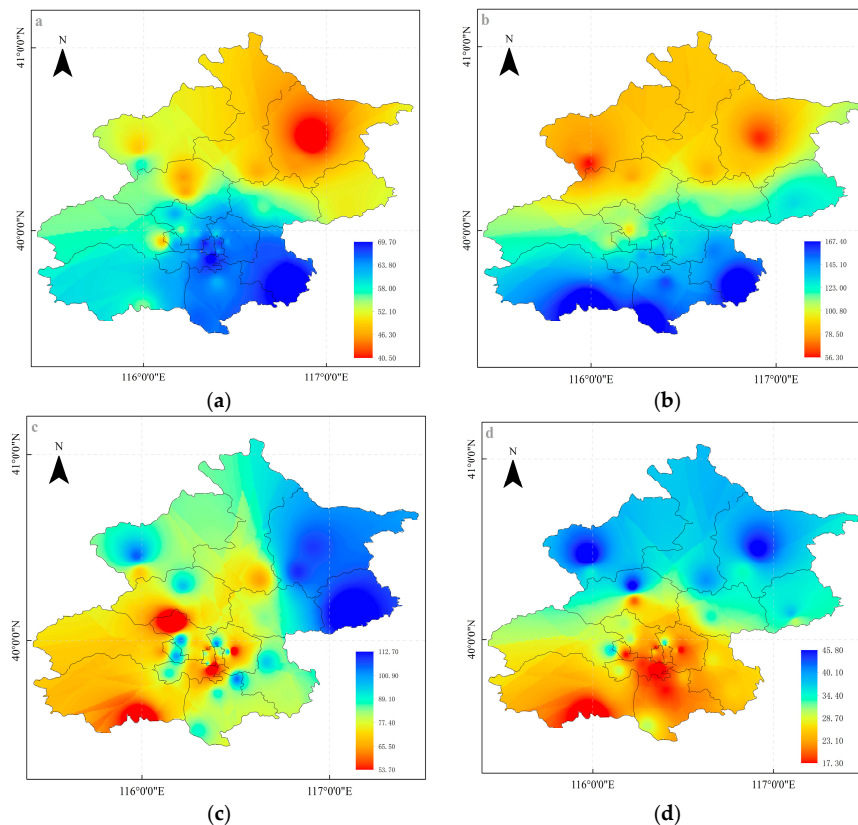 a
N
41°0'0"N
40°0'0"N
69.70
63.80
58.00
52.10
46.30
40.50
116°0'0"E
117°0'0"E
(a)
b
N
41°0'0"N
40°0'0"N
167.40
145.20
123.00
100.80
78.50
56.30
116°0'0"E
117°0'0"E
(b)
c
N
41°0'0"N
40°0'0"N
112.70
100.90
89.10
77.40
65.50
53.70
116°0'0"E
117°0'0"E
(c)
d
N
41°0'0"N
40°0'0"N
45.80
40.10
34.40
28.70
23.10
17.30
116°0'0"E
117°0'0"E
(d)